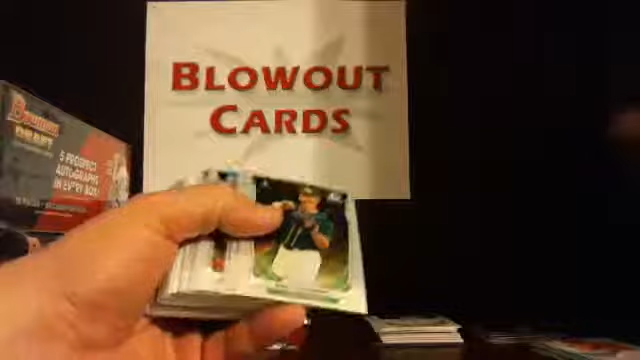 BLOWOUT
CARDS
Bowman
DRAFT
5 PROSPECT
AUTOGRAPHS
IN EVERY BOX!